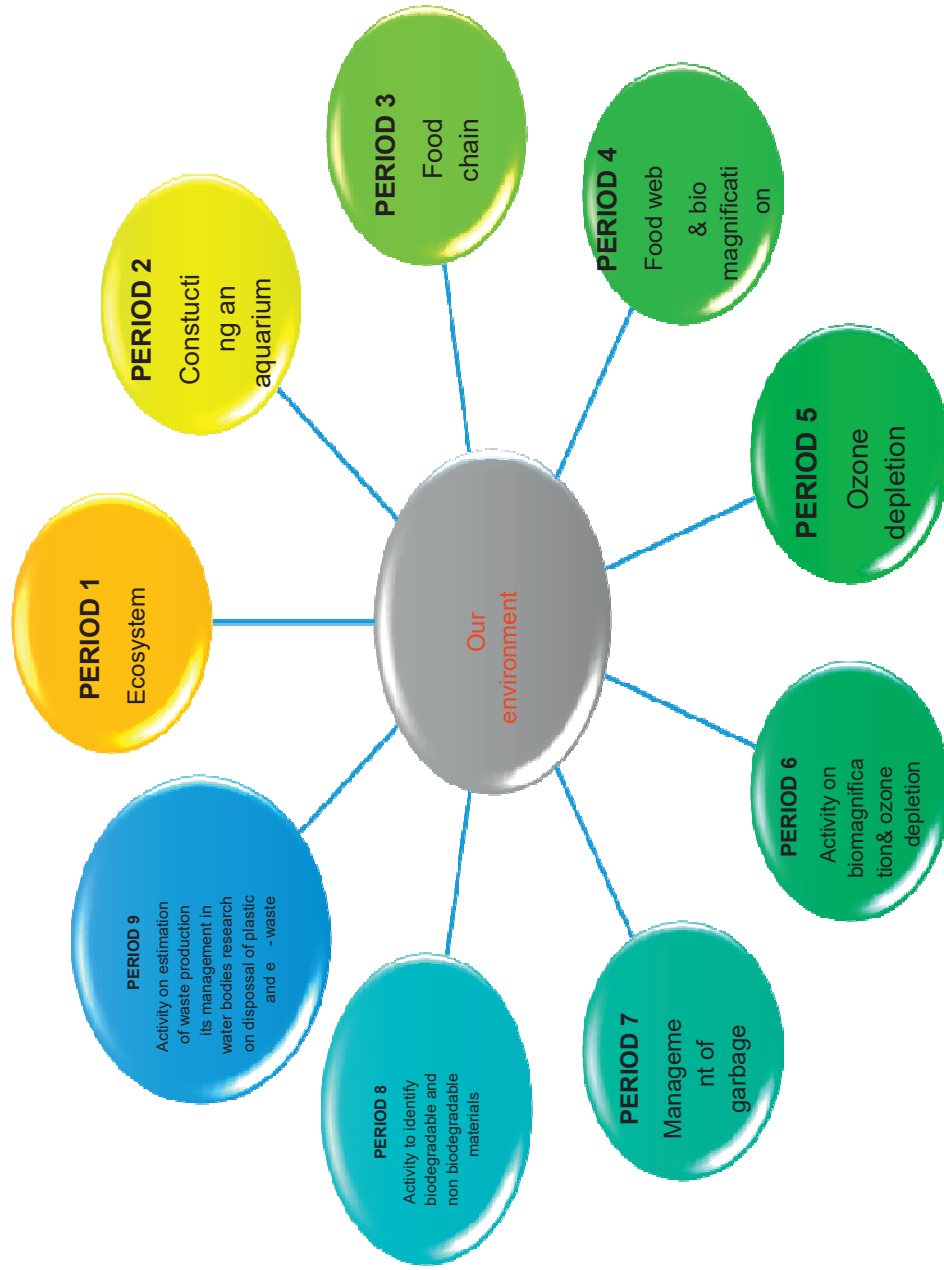 Our
environment
PERIOD 1
Ecosystem
PERIOD 2
Constucti
ng an
aquarium
PERIOD 3
Food
chain
PERIOD 4
Food web
& bio
magnificati
on
PERIOD 5
Ozone
depletion
PERIOD 6
Activity on
biomagnifica
tion& ozone
depletion
PERIOD 7
Manageme
nt of
garbage
PERIOD 8
Activity to identify
biodegradable and
non biodegradable
materials
PERIOD 9
Activity on estimation
of waste production
its management in
water bodies research
on dispossal of plastic
and e - waste